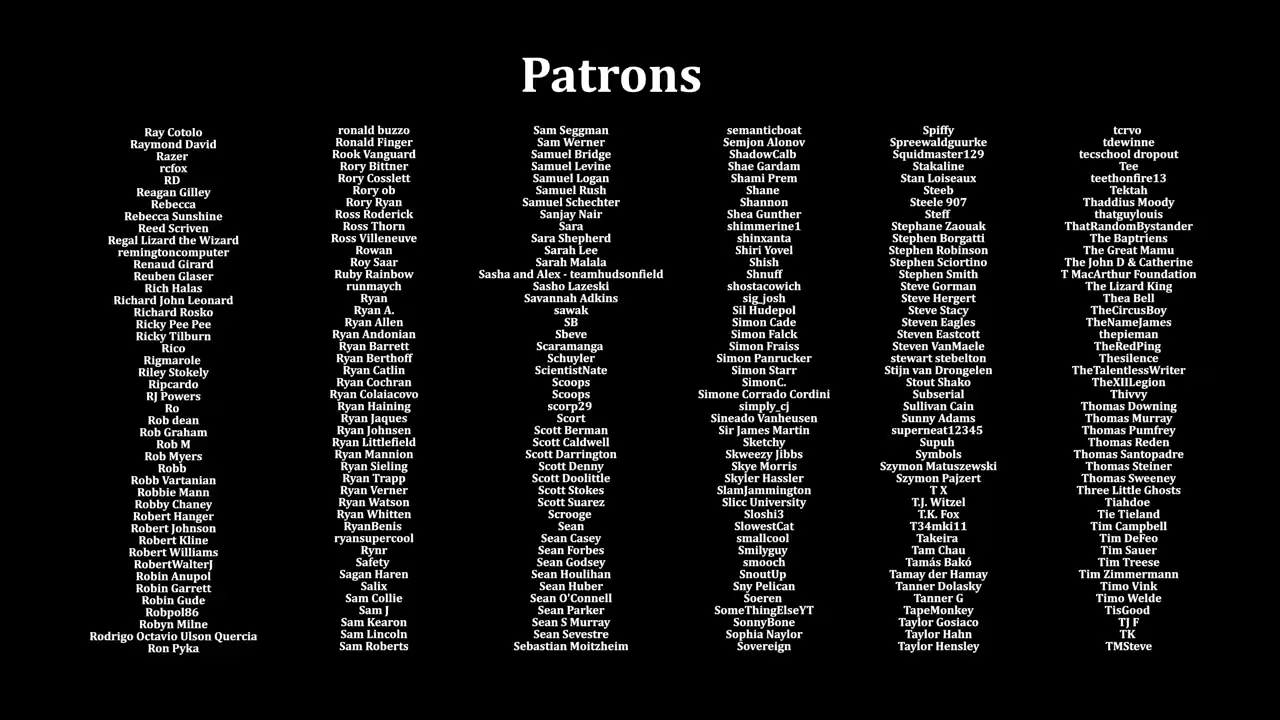 Patrons
Ray Cotolo
Raymond David
Razer
rcfox
RD
Reagan Gilley
Rebecca
Rebecca Sunshine
Reed Scriven
Regal Lizard the Wizard
remingtoncomputer
Renaud Girard
Reuben Glaser
Rich Halas
Richard John Leonard
Richard Rosko
Ricky Pee Pee
Ricky Tilburn
Rico
Rigmarole
Riley Stokely
Ripcardo
RJ Powers
Ro
Rob dean
Rob Graham
Rob M
Rob Myers
Robb
Robb Vartanian
Robbie Mann
Robby Chaney
Robert Hanger
Robert Johnson
Robert Kline
Robert Williams
RobertWalterJ
Robin Anupol
Robin Garrett
Robin Gude
Robpol86
Robyn Milne
Rodrigo Octavio Ulson Quercia
Ron Pyka
ronald buzzo
Ronald Finger
Rook Vanguard
Rory Bittner
Rory Cosslett
Rory ob
Rory Ryan
Ross Roderick
Ross Thorn
Ross Villeneuve
Rowan
Roy Saar
Ruby Rainbow
runmaych
Ryan
Ryan A.
Ryan Allen
Ryan Andonian
Ryan Barrett
Ryan Berthoff
Ryan Catlin
Ryan Cochran
Ryan Colaiacovo
Ryan Haining
Ryan Jaques
Ryan Johnsen
Ryan Littlefield
Ryan Mannion
Ryan Sieling
Ryan Trapp
Ryan Verner
Ryan Watson
Ryan Whitten
RyanBenis
ryansupercool
Rynr
Safety
Sagan Haren
Salix
Sam Collie
Sam J
Sam Kearon
Sam Lincoln
Sam Roberts
Sam Seggman
Sam Werner
Samuel Bridge
Samuel Levine
Samuel Logan
Samuel Rush
Samuel Schechter
Sanjay Nair
Sara
Sara Shepherd
Sarah Lee
Sarah Malala
Sasha and Alex - teamhudsonfield
Sasho Lazeski
Savannah Adkins
sawak
SB
Sbeve
Scaramanga
Schuyler
ScientistNate
Scoops
Scoops
scorp29
Scort
Scott Berman
Scott Caldwell
Scott Darrington
Scott Denny
Scott Doolittle
Scott Stokes
Scott Suarez
Scrooge
Sean
Sean Casey
Sean Forbes
Sean Godsey
Sean Houlihan
Sean Huber
Sean O'Connell
Sean Parker
Sean S Murray
Sean Sevestre
Sebastian Moitzheim
semanticboat
Semjon Alonov
ShadowCalb
Shae Gardam
Shami Prem
Shane
Shannon
Shea Gunther
shimmerine1
shinxanta
Shiri Yovel
Shish
Shnuff
shostacowich
sig_josh
Sil Hudepol
Simon Cade
Simon Falck
Simon Fraiss
Simon Panrucker
Simon Starr
SimonC.
Simone Corrado Cordini
simply_cj
Sineado Vanheusen
Sir James Martin
Sketchy
Skweezy Jibbs
Skye Morris
Skyler Hassler
SlamJammington
Slicc University
Sloshi3
SlowestCat
smallcool
Smilyguy
smooch
SnoutUp
Sny Pelican
Soeren
SomeThingElseYT
SonnyBone
Sophia Naylor
Sovereign
Spiffy
Spreewaldguurke
Squidmaster129
Stakaline
Stan Loiseaux
Steeb
Steele 907
Steff
Stephane Zaouak
Stephen Borgatti
Stephen Robinson
Stephen Sciortino
Stephen Smith
Steve Gorman
Steve Hergert
Steve Stacy
Steven Eagles
Steven Eastcott
Steven VanMaele
stewart stebelton
Stijn van Drongelen
Stout Shako
Subserial
Sullivan Cain
Sunny Adams
superneat12345
Supuh
Symbols
Szymon Matuszewski
Szymon Pajzert
T X
T.J. Witzel
T.K. Fox
T34mki11
Takeira
Tam Chau
Tamás Bakó
Tamay der Hamay
Tanner Dolasky
Tanner G
TapeMonkey
Taylor Gosiaco
Taylor Hahn
Taylor Hensley
tcrvo
tdewinne
tecschool dropout
Tee
teethonfire13
Tektah
Thaddius Moody
thatguylouis
ThatRandomBystander
The Baptriens
The Great Mamu
The John D & Catherine
T MacArthur Foundation
The Lizard King
Thea Bell
TheCircusBoy
TheNameJames
thepieman
TheRedPing
Thesilence
TheTalentlessWriter
TheXIILegion
Thivvy
Thomas Downing
Thomas Murray
Thomas Pumfrey
Thomas Reden
Thomas Santopadre
Thomas Steiner
Thomas Sweeney
Three Little Ghosts
Tiahdoe
Tie Tieland
Tim Campbell
Tim DeFeo
Tim Sauer
Tim Treese
Tim Zimmermann
Timo Vink
Timo Welde
TisGood
TJ F
TK
TMSteve